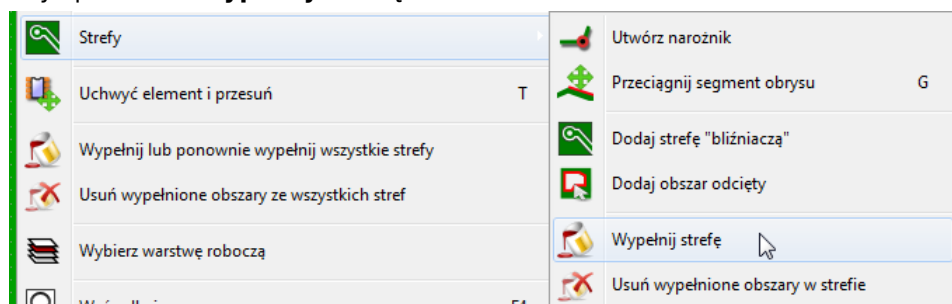 Strefy
Uchwyć element i przesuń T
Wypełnij lub ponownie wypełnij wszystkie strefy
Usuń wypełnione obszary ze wszystkich stref
Wybierz warstwę roboczą
Utwórz narożnik
Przeciągnij segment obrysu G
Dodaj strefę "bliźniaczą"
Dodaj obszar odcięty
Wypełnij strefę
Usuń wypełnione obszary w strefie